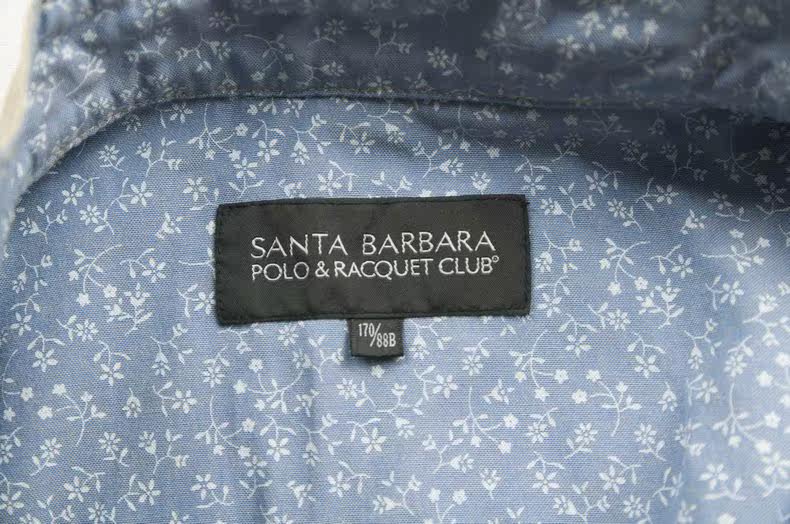 SANTA BARBARA
POLO & RACQUET CLUB®
170/88B